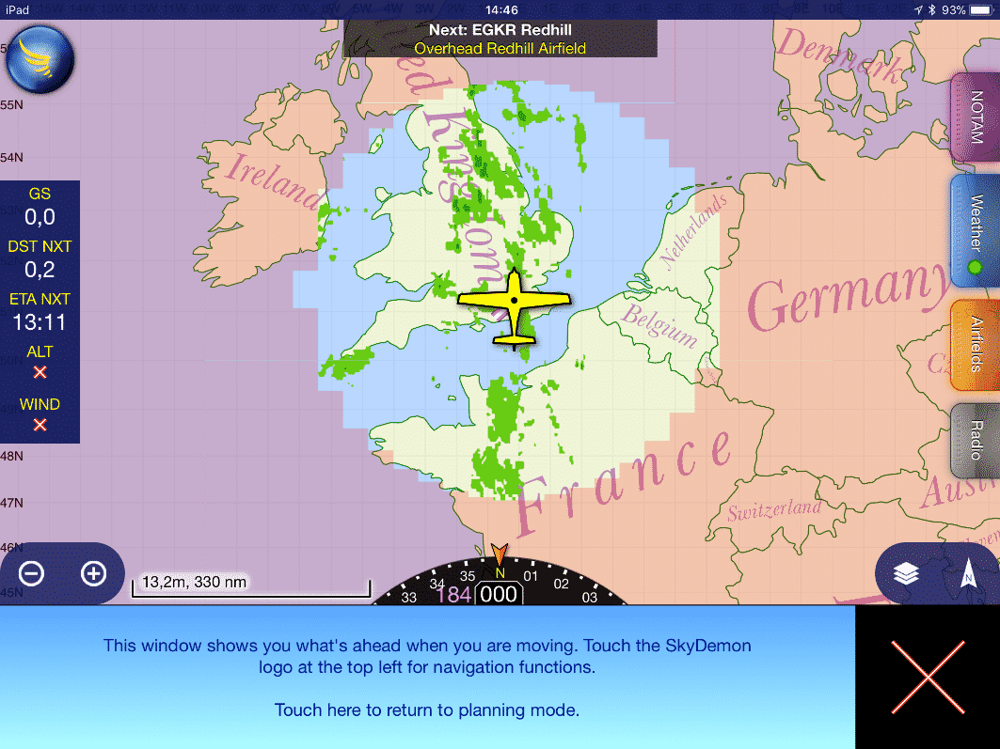 iPad
14:46
93%
Next: EGKR Redhill
Overhead Redhill Airfield
Denmark
Kingdom
Ireland
Netherlands
Germany
Belgium
France
Switzerland
55N
54N
48N
47N
46N
45N
GS
0,0
DST NXT
0,2
ETA NXT
13:11
ALT
WIND
NOTAM
Weather
Airfields
Radio
13,2m, 330 nm
33
34
35
N
01
02
03
184
000
N
This window shows you what's ahead when you are moving. Touch the SkyDemon
logo at the top left for navigation functions.
Touch here to return to planning mode.